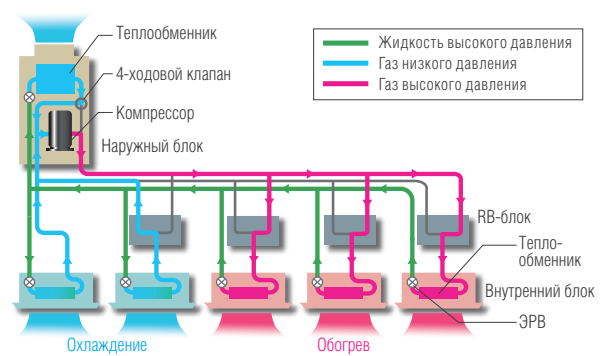 Теплообменник
4-ходовой клапан
Компрессор
Наружный блок
Жидкость высокого давления
Газ низкого давления
Газ высокого давления
RB-блок
Тепло-
обменник
Внутренний блок
ЭРВ
Охлаждение
Обогрев